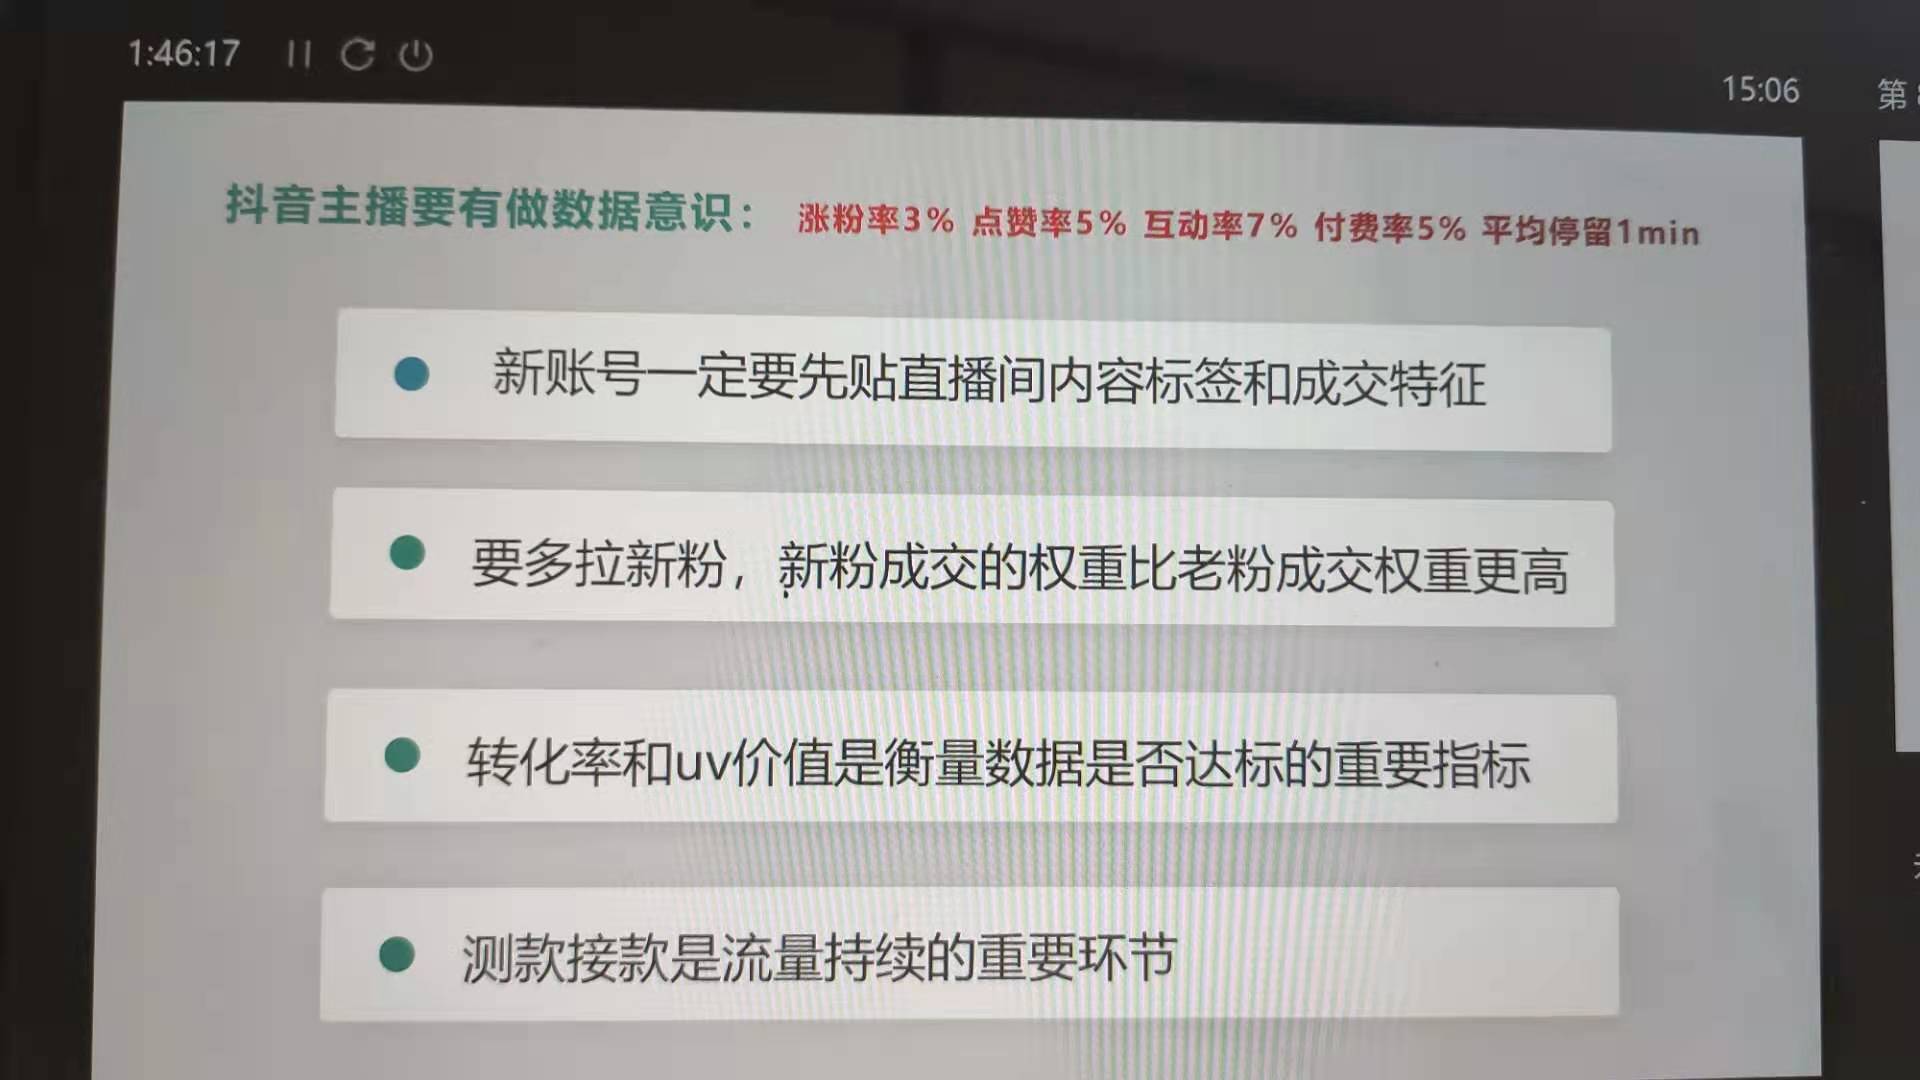 1:46:17
15:06
第
抖音主播要有做数据意识： 涨粉率3% 点赞率5% 互动率7% 付费率5% 平均停留1min
新账号一定要先贴直播间内容标签和成交特征
要多拉新粉，新粉成交的权重比老粉成交权重更高
转化率和uv价值是衡量数据是否达标的重要指标
测款接款是流量持续的重要环节